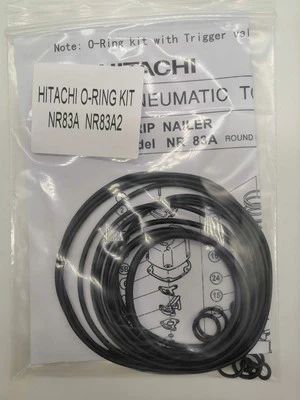 Note: O-Ring kit with Trigger val
HITACHI
HITACHI O-RING KIT
NR83A NR83A2
NEUMATIC TO
RIP NAILER
del NR 83A ROUND
24
15